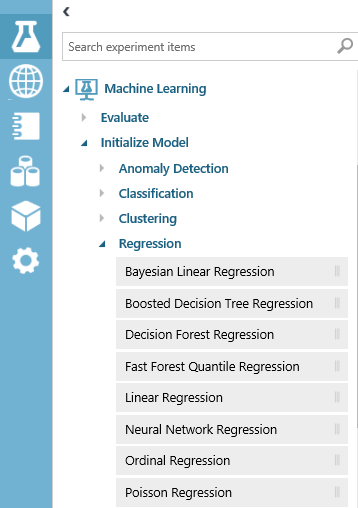 Search experiment items
Machine Learning
Evaluate
Initialize Model
Anomaly Detection
Classification
Clustering
Regression
Bayesian Linear Regression
Boosted Decision Tree Regression
Decision Forest Regression
Fast Forest Quantile Regression
Linear Regression
Neural Network Regression
Ordinal Regression
Poisson Regression